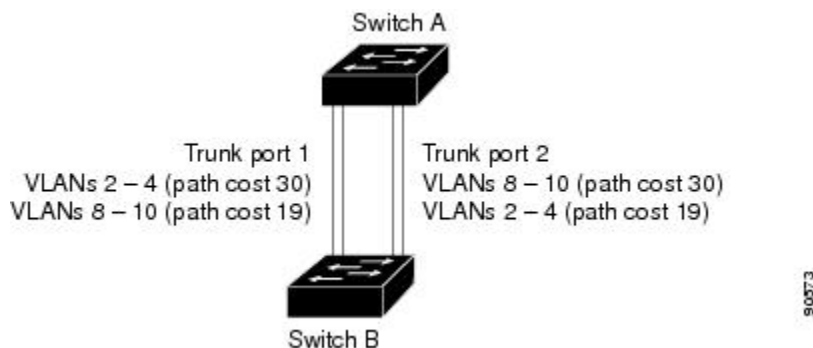 Switch A
Trunk port 1
VLANs 2 – 4 (path cost 30)
VLANs 8 – 10 (path cost 19)
Trunk port 2
VLANs 8 – 10 (path cost 30)
VLANs 2 – 4 (path cost 19)
Switch B
90573